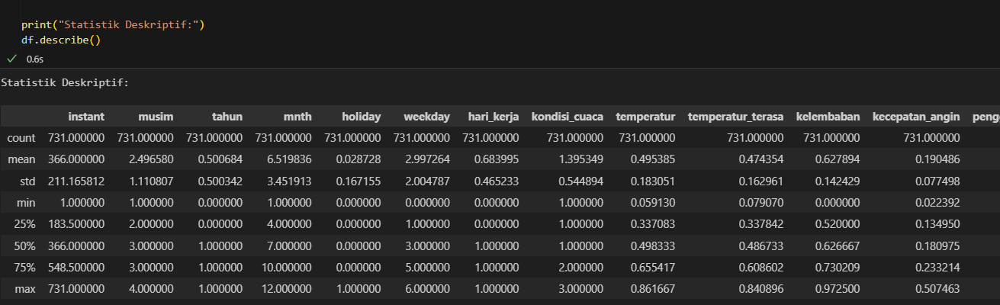 print("Statistik Deskriptif:")
df.describe()
0.6s
Statistik Deskriptif:
instant musim tahun mnth holiday weekday hari_kerja kondisi_cuaca temperatur temperatur_terasa kelembaban kecepatan_angin
count 731.000000 731.000000 731.000000 731.000000 731.000000 731.000000 731.000000 731.000000 731.000000 731.000000 731.000000 731.000000
mean 366.000000 2.496580 0.500684 6.519836 0.028728 2.997264 0.683995 1.395349 0.495385 0.474354 0.627894 0.190486
std 211.165812 1.110807 0.500342 3.451913 0.167155 2.004787 0.465233 0.544894 0.183051 0.162961 0.142429 0.077498
min 1.000000 1.000000 0.000000 1.000000 0.000000 0.000000 0.000000 1.000000 0.059130 0.079070 0.000000 0.022392
25% 183.500000 2.000000 0.000000 4.000000 0.000000 1.000000 0.000000 1.000000 0.337083 0.337842 0.520000 0.134950
50% 366.000000 3.000000 1.000000 7.000000 0.000000 3.000000 1.000000 1.000000 0.498333 0.486733 0.626667 0.180975
75% 548.500000 3.000000 1.000000 10.000000 0.000000 5.000000 1.000000 2.000000 0.655417 0.608602 0.730209 0.233214
max 731.000000 4.000000 1.000000 12.000000 1.000000 6.000000 1.000000 3.000000 0.861667 0.840896 0.972500 0.507463